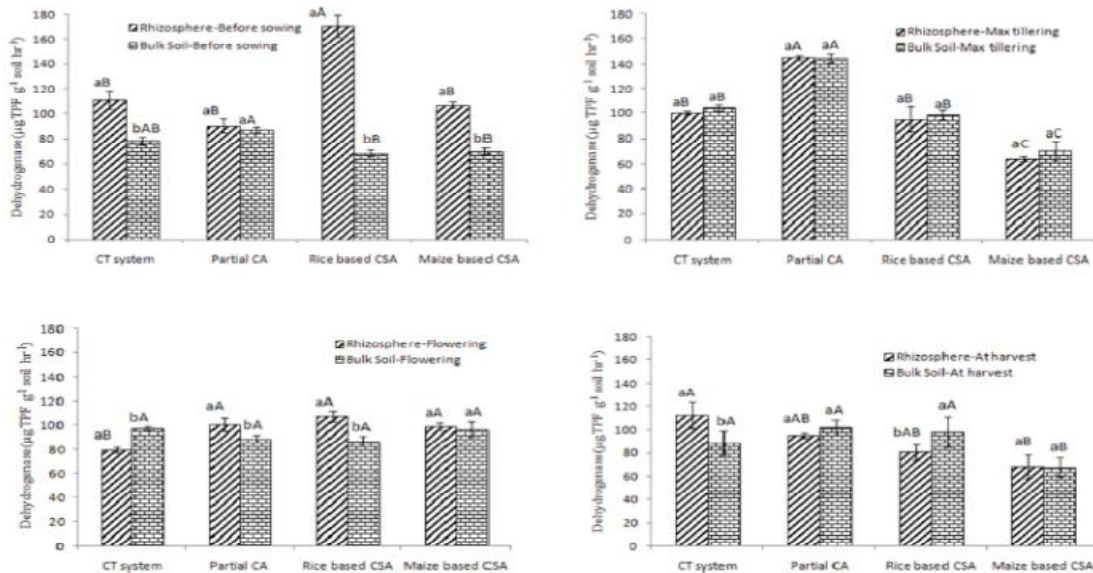 Dehydrogenase(µg TPF g¹ soil hr⁻¹)
180
160
140
120
100
80
60
40
20
0
Rhizosphere-Before sowing
Bulk Soil-Before sowing
aB
bAB
aB
aA
aA
bB
aB
bB
CT system Partial CA Rice based CSA Maize based CSA
Dehydrogenase(µg TPF g¹ soil hr⁻¹)
180
160
140
120
100
80
60
40
20
0
Rhizosphere-Max tillering
Bulk Soil-Max tillering
aB
aB
aA
aA
aB
aB
aC
aC
CT system Partial CA Rice based CSA Maize based CSA
Dehydrogenase(µg TPF g¹ soil hr⁻¹)
180
160
140
120
100
80
60
40
20
0
Rhizosphere-Flowering
Bulk Soil-Flowering
aB
bA
aA
bA
aA
bA
aA
aA
CT system Partial CA Rice based CSA Maize based CSA
Dehydrogenase(µg TPF g¹ soil hr⁻¹)
180
160
140
120
100
80
60
40
20
0
Rhizosphere-At harvest
Bulk Soil-At harvest
aA
bA
aAB
aA
bAB
aA
aB
aB
CT system Partial CA Rice based CSA Maize based CSA